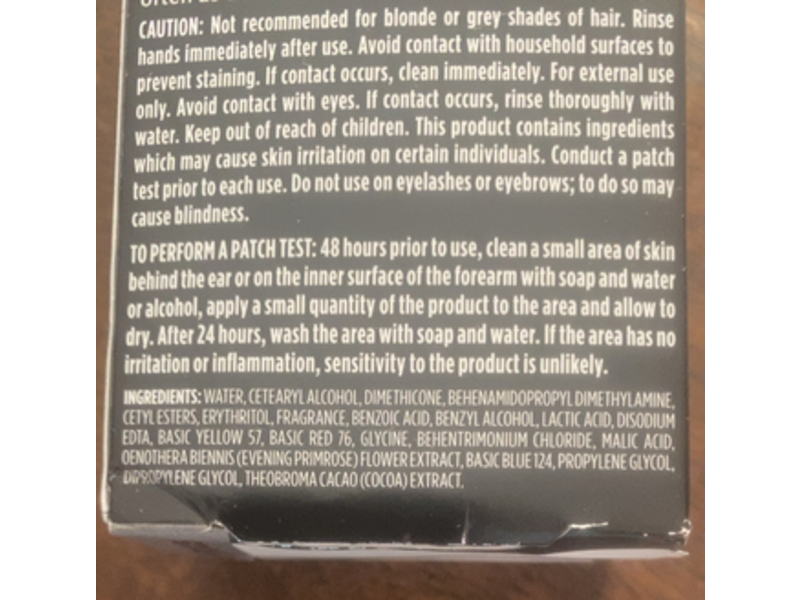 CAUTION: Not recommended for blonde or grey shades of hair. Rinse
hands immediately after use. Avoid contact with household surfaces to
prevent staining. If contact occurs, clean immediately. For external use
only. Avoid contact with eyes. If contact occurs, rinse thoroughly with
water. Keep out of reach of children. This product contains ingredients
which may cause skin irritation on certain individuals. Conduct a patch
test prior to each use. Do not use on eyelashes or eyebrows; to do so may
cause blindness.
TO PERFORM A PATCH TEST: 48 hours prior to use, clean a small area of skin
behind the ear or on the inner surface of the forearm with soap and water
or alcohol, apply a small quantity of the product to the area and allow to
dry. After 24 hours, wash the area with soap and water. If the area has no
irritation or inflammation, sensitivity to the product is unlikely.
INGREDIENTS: WATER, CETEARYL ALCOHOL, DIMETHICONE, BEHENAMIDOPROPYL DIMETHYLAMINE,
CETYL ESTERS, ERYTHRITOL, FRAGRANCE, BENZOIC ACID, BENZYL ALCOHOL, LACTIC ACID, DISODIUM
EDTA, BASIC YELLOW 57, BASIC RED 76, GLYCINE, BEHENTRIMONIUM CHLORIDE, MALIC ACID,
OENOTHERA BIENNIS (EVENING PRIMROSE) FLOWER EXTRACT, BASIC BLUE 124, PROPYLENE GLYCOL,
DIPROPYLENE GLYCOL, THEOBROMA CACAO (COCOA) EXTRACT.